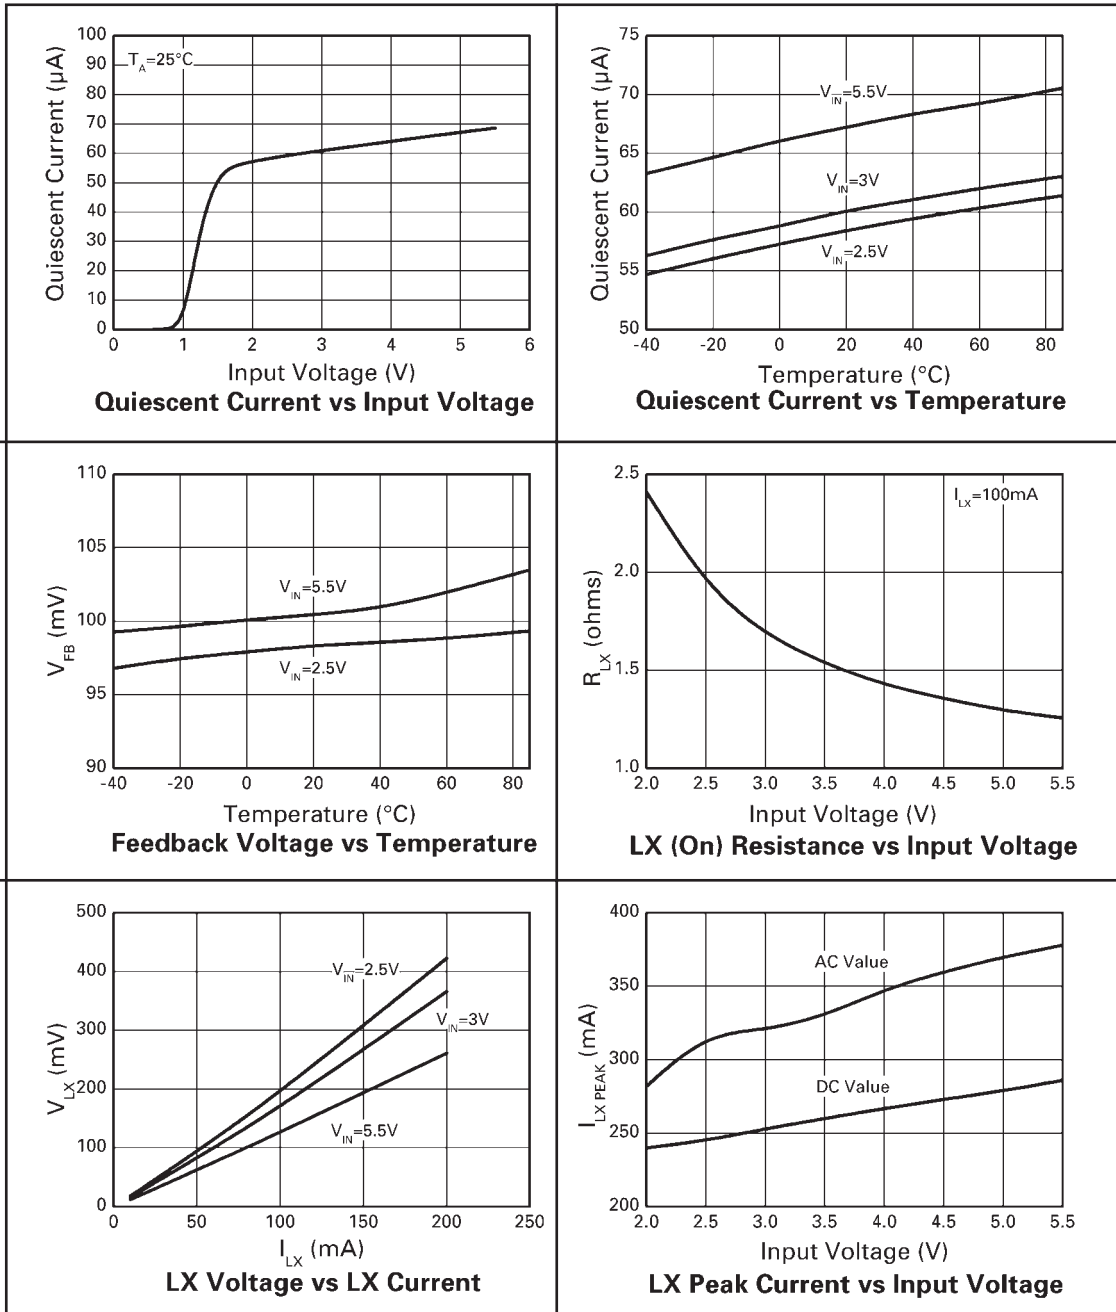 100
90
80
70
60
50
40
30
20
10
0
Quiescent Current (µA)
T_A=25°C
0 1 2 3 4 5 6
Input Voltage (V)
Quiescent Current vs Input Voltage
75
70
65
60
55
50
Quiescent Current (µA)
V_IN=5.5V
V_IN=3V
V_IN=2.5V
-40 -20 0 20 40 60 80
Temperature (°C)
Quiescent Current vs Temperature
110
105
100
95
90
V_FB (mV)
V_IN=5.5V
V_IN=2.5V
-40 -20 0 20 40 60 80
Temperature (°C)
Feedback Voltage vs Temperature
2.5
2.0
1.5
1.0
R_LX (ohms)
I_LX=100mA
2.0 2.5 3.0 3.5 4.0 4.5 5.0 5.5
Input Voltage (V)
LX (On) Resistance vs Input Voltage
500
400
300
200
100
0
V_LX (mV)
V_IN=2.5V
V_IN=3V
V_IN=5.5V
0 50 100 150 200 250
I_LX (mA)
LX Voltage vs LX Current
400
350
300
250
200
I_LX PEAK (mA)
AC Value
DC Value
2.0 2.5 3.0 3.5 4.0 4.5 5.0 5.5
Input Voltage (V)
LX Peak Current vs Input Voltage